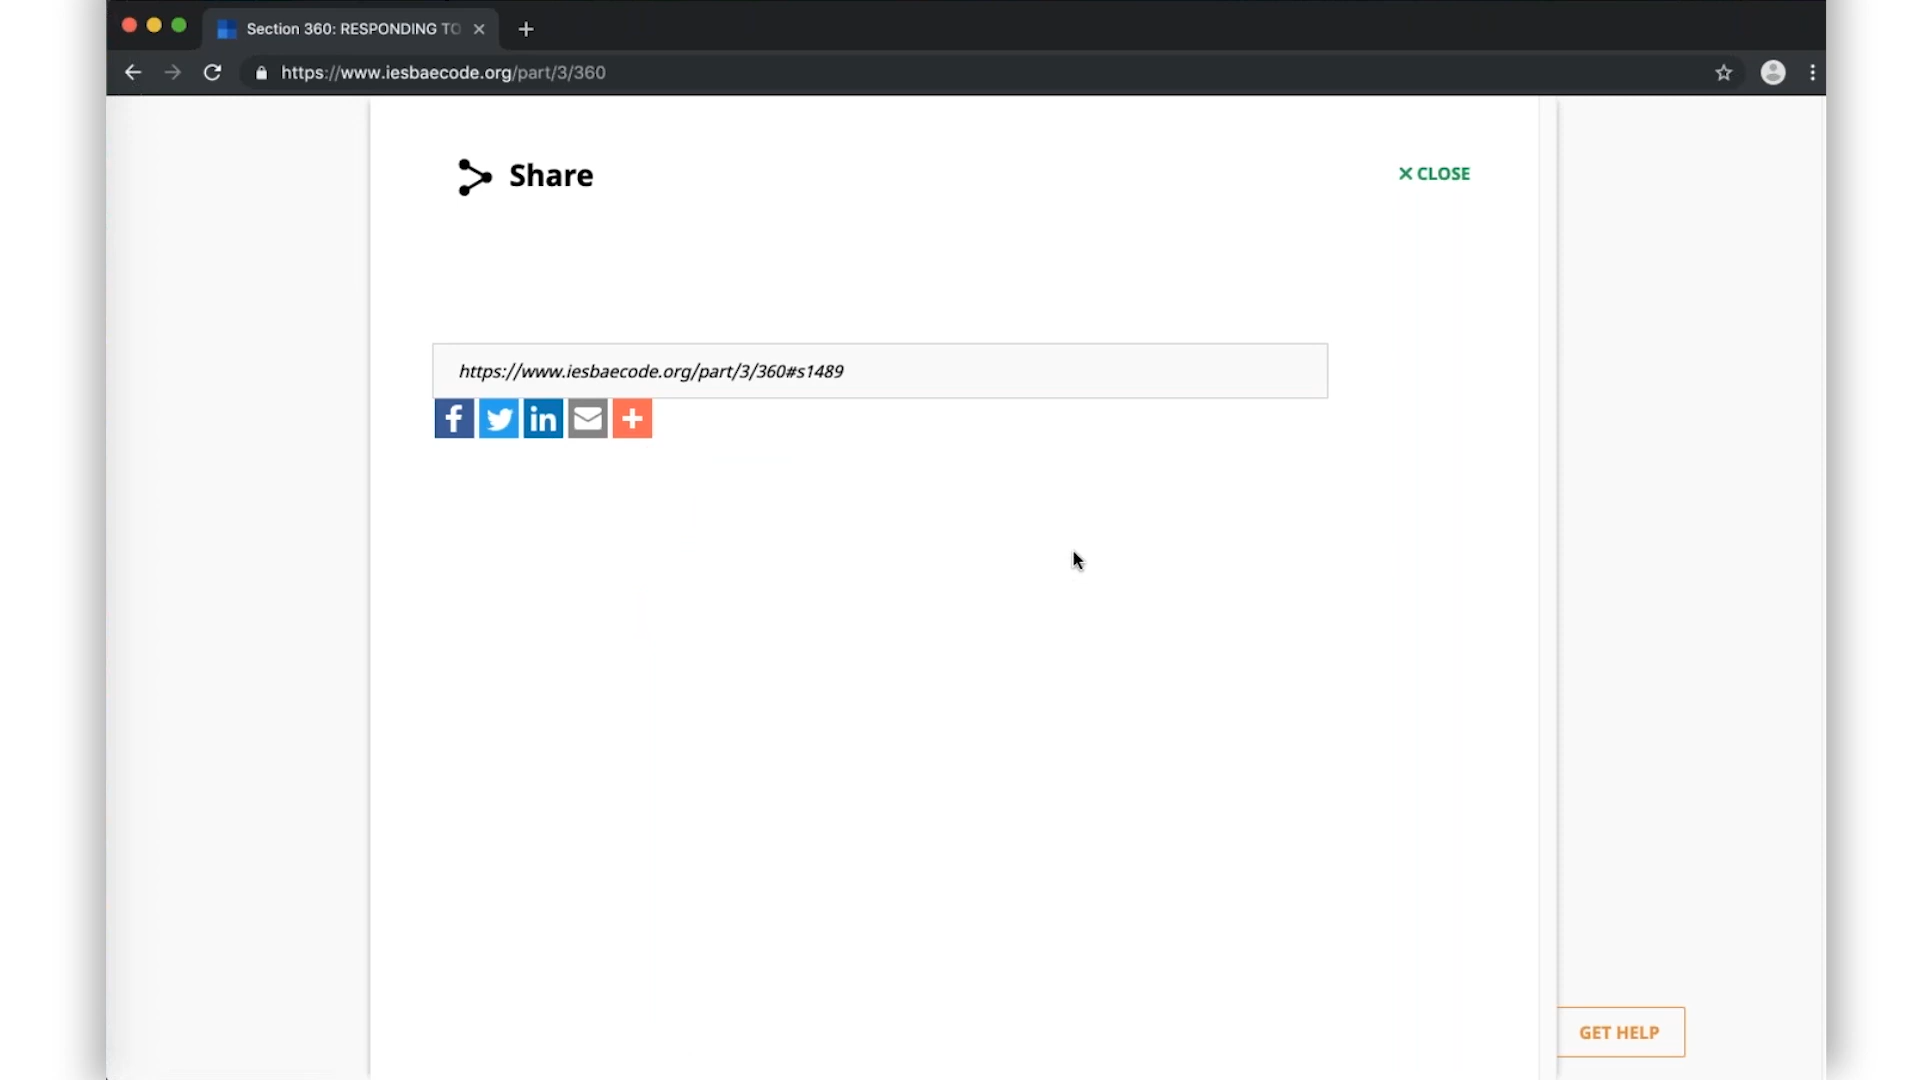 Section 360: RESPONDING TO
https://www.iesbaecode.org/part/3/360
Share
CLOSE
https://www.iesbaecode.org/part/3/360#s1489
GET HELP